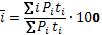 i̅ = (∑ i P_i t_i) / (∑ P_i t_i) · 100